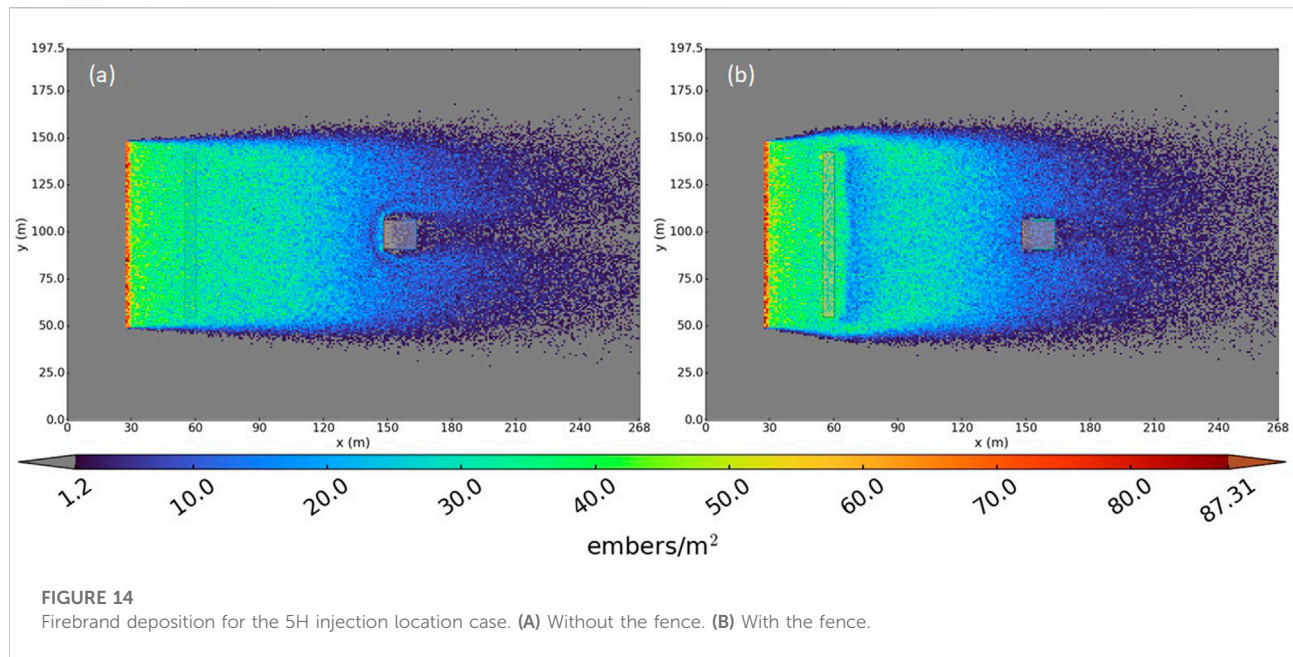 (a)
197.5
175.0
150.0
125.0
100.0
75.0
50.0
25.0
0.0
y (m)
0 30 60 90 120 150 180 210 240 268
x (m)
(b)
197.5
175.0
150.0
125.0
100.0
75.0
50.0
25.0
0.0
y (m)
0 30 60 90 120 150 180 210 240 268
x (m)
1.2 10.0 20.0 30.0 40.0 50.0 60.0 70.0 80.0 87.31
embers/m²
FIGURE 14
Firebrand deposition for the 5H injection location case. (A) Without the fence. (B) With the fence.